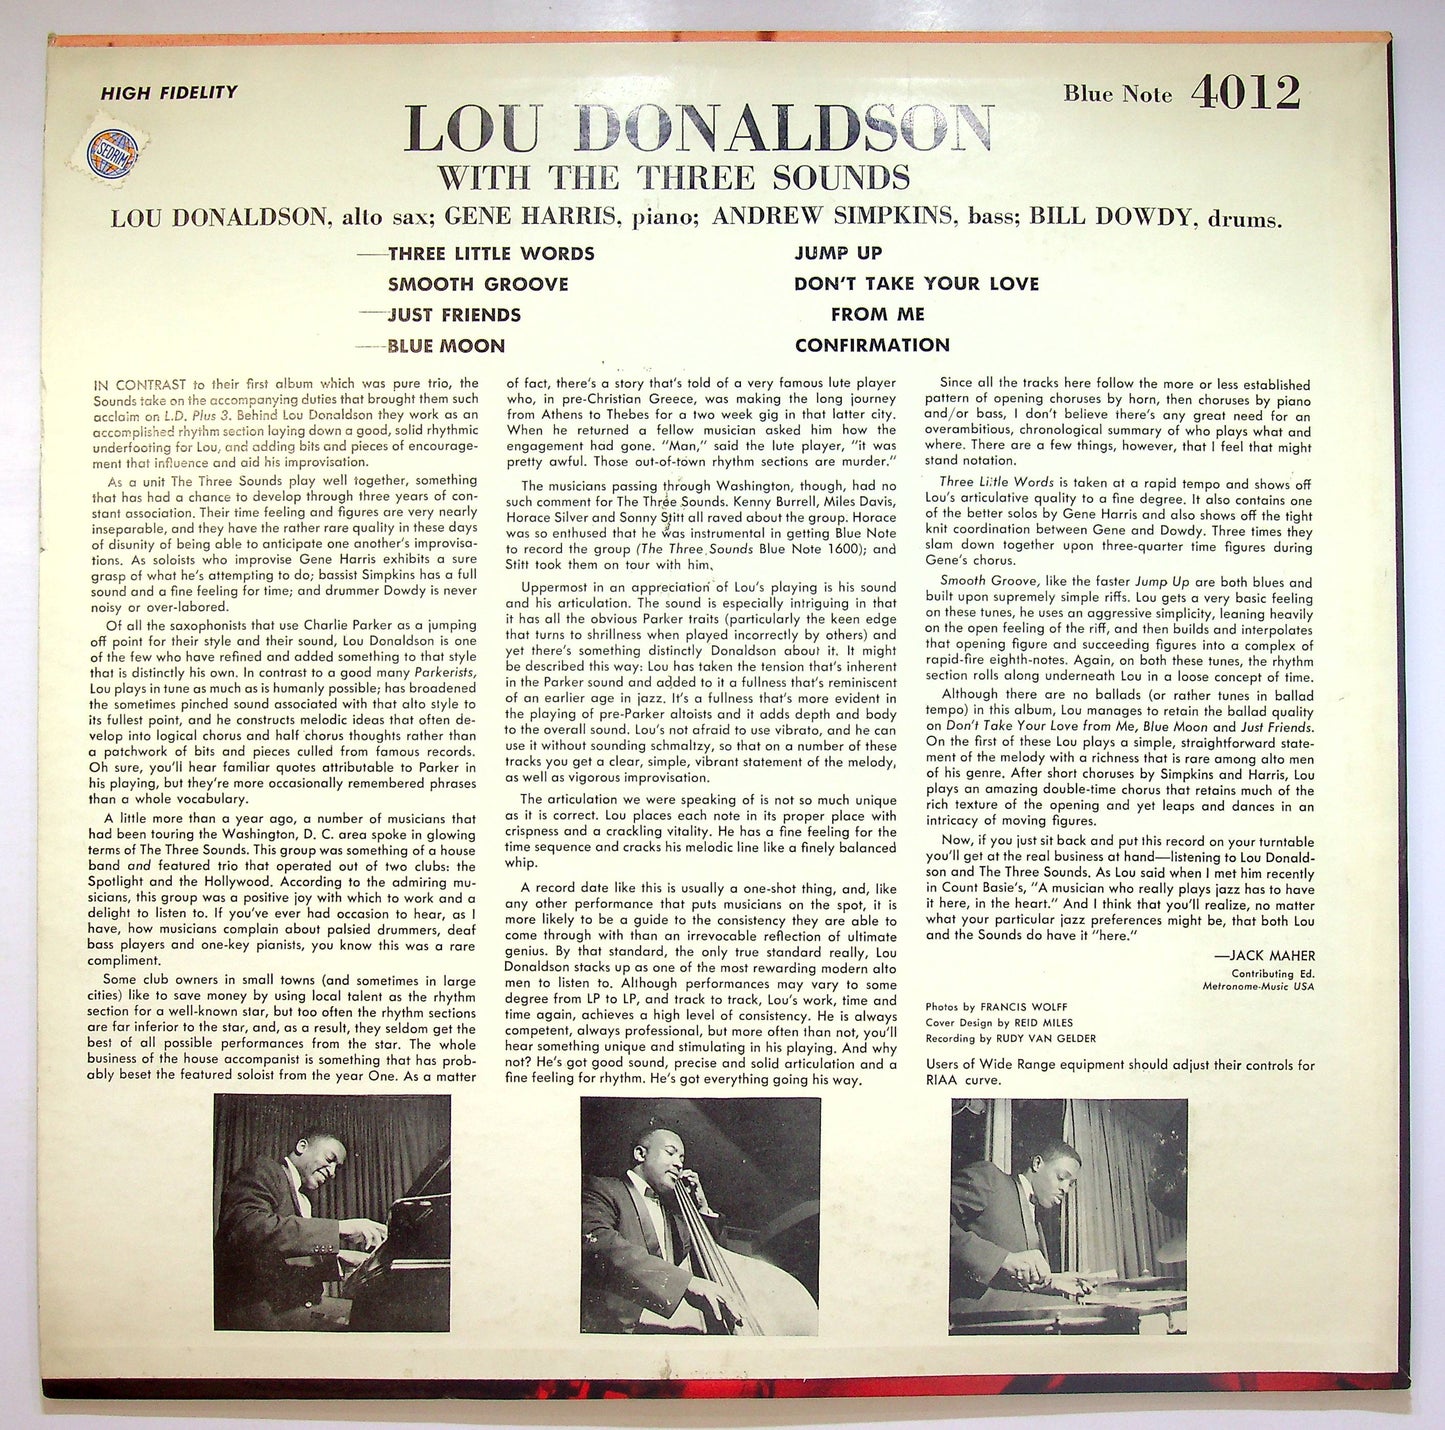 HIGH FIDELITY
Blue Note 4012
SEDRIM
LOU DONALDSON
WITH THE THREE SOUNDS
LOU DONALDSON, alto sax; GENE HARRIS, piano; ANDREW SIMPKINS, bass; BILL DOWDY, drums.
THREE LITTLE WORDS
SMOOTH GROOVE
JUST FRIENDS
BLUE MOON
JUMP UP
DON'T TAKE YOUR LOVE
FROM ME
CONFIRMATION
IN CONTRAST to their first album which was pure trio, the
Sounds take on the accompanying duties that brought them such
acclaim on L.D. Plus 3. Behind Lou Donaldson they work as an
accomplished rhythm section laying down a good, solid rhythmic
underfooting for Lou, and adding bits and pieces of encourage-
ment that influence and aid his improvisation.
As a unit The Three Sounds play well together, something
that has had a chance to develop through three years of con-
stant association. Their time feeling and figures are very nearly
inseparable, and they have the rather rare quality in these days
of disunity of being able to anticipate one another's improvisa-
tions. As soloists who improvise Gene Harris exhibits a sure
grasp of what he's attempting to do; bassist Simpkins has a full
sound and a fine feeling for time; and drummer Dowdy is never
noisy or over-labored.
Of all the saxophonists that use Charlie Parker as a jumping
off point for their style and their sound, Lou Donaldson is one
of the few who have refined and added something to that style
that is distinctly his own. In contrast to a good many Parkerists,
Lou plays in tune as much as is humanly possible; has broadened
the sometimes pinched sound associated with that alto style to
its fullest point, and he constructs melodic ideas that often de-
velop into logical chorus and half chorus thoughts rather than
a patchwork of bits and pieces culled from famous records.
Oh sure, you'll hear familiar quotes attributable to Parker in
his playing, but they're more occasionally remembered phrases
than a whole vocabulary.
A little more than a year ago, a number of musicians that
had been touring the Washington, D. C. area spoke in glowing
terms of The Three Sounds. This group was something of a house
band and featured trio that operated out of two clubs: the
Spotlight and the Hollywood. According to the admiring mu-
sicians, this group was a positive joy with which to work and a
delight to listen to. If you've ever had occasion to hear, as I
have, how musicians complain about palsied drummers, deaf
bass players and one-key pianists, you know this was a rare
compliment.
Some club owners in small towns (and sometimes in large
cities) like to save money by using local talent as the rhythm
section for a well-known star, but too often the rhythm sections
are far inferior to the star, and, as a result, they seldom get the
best of all possible performances from the star. The whole
business of the house accompanist is something that has prob-
ably beset the featured soloist from the year One. As a matter
of fact, there's a story that's told of a very famous lute player
who, in pre-Christian Greece, was making the long journey
from Athens to Thebes for a two week gig in that latter city.
When he returned a fellow musician asked him how the
engagement had gone. "Man," said the lute player, "it was
pretty awful. Those out-of-town rhythm sections are murder."
The musicians passing through Washington, though, had no
such comment for The Three Sounds. Kenny Burrell, Miles Davis,
Horace Silver and Sonny Stitt all raved about the group. Horace
was so enthused that he was instrumental in getting Blue Note
to record the group (The Three Sounds Blue Note 1600); and
Stitt took them on tour with him.
Uppermost in an appreciation of Lou's playing is his sound
and his articulation. The sound is especially intriguing in that
it has all the obvious Parker traits (particularly the keen edge
that turns to shrillness when played incorrectly by others) and
yet there's something distinctly Donaldson about it. It might
be described this way: Lou has taken the tension that's inherent
in the Parker sound and added to it a fullness that's reminiscent
of an earlier age in jazz. It's a fullness that's more evident in
the playing of pre-Parker altoists and it adds depth and body
to the overall sound. Lou's not afraid to use vibrato, and he can
use it without sounding schmaltzy, so that on a number of these
tracks you get a clear, simple, vibrant statement of the melody,
as well as vigorous improvisation.
The articulation we were speaking of is not so much unique
as it is correct. Lou places each note in its proper place with
crispness and a crackling vitality. He has a fine feeling for the
time sequence and cracks his melodic line like a finely balanced
whip.
A record date like this is usually a one-shot thing, and, like
any other performance that puts musicians on the spot, it is
more likely to be a guide to the consistency they are able to
come through with than an irrevocable reflection of ultimate
genius. By that standard, the only true standard really, Lou
Donaldson stacks up as one of the most rewarding modern alto
men to listen to. Although performances may vary to some
degree from LP to LP, and track to track, Lou's work, time and
time again, achieves a high level of consistency. He is always
competent, always professional, but more often than not, you'll
hear something unique and stimulating in his playing. And why
not? He's got good sound, precise and solid articulation and a
fine feeling for rhythm. He's got everything going his way.
Since all the tracks here follow the more or less established
pattern of opening choruses by horn, then choruses by piano
and/or bass, I don't believe there's any great need for an
overambitious, chronological summary of who plays what and
where. There are a few things, however, that I feel that might
stand notation.
Three Little Words is taken at a rapid tempo and shows off
Lou's articulative quality to a fine degree. It also contains one
of the better solos by Gene Harris and also shows off the tight
knit coordination between Gene and Dowdy. Three times they
slam down together upon three-quarter time figures during
Gene's chorus.
Smooth Groove, like the faster Jump Up are both blues and
built upon supremely simple riffs. Lou gets a very basic feeling
on these tunes, he uses an aggressive simplicity, leaning heavily
on the open feeling of the riff, and then builds and interpolates
that opening figure and succeeding figures into a complex of
rapid-fire eighth-notes. Again, on both these tunes, the rhythm
section rolls along underneath Lou in a loose concept of time.
Although there are no ballads (or rather tunes in ballad
tempo) in this album, Lou manages to retain the ballad quality
on Don't Take Your Love from Me, Blue Moon and Just Friends.
On the first of these Lou plays a simple, straightforward state-
ment of the melody with a richness that is rare among alto men
of his genre. After short choruses by Simpkins and Harris, Lou
plays an amazing double-time chorus that retains much of the
rich texture of the opening and yet leaps and dances in an
intricacy of moving figures.
Now, if you just sit back and put this record on your turntable
you'll get at the real business at hand—listening to Lou Donald-
son and The Three Sounds. As Lou said when I met him recently
in Count Basie's, "A musician who really plays jazz has to have
it here, in the heart." And I think that you'll realize, no matter
what your particular jazz preferences might be, that both Lou
and the Sounds do have it "here."
—JACK MAHER
Contributing Ed.
Metronome-Music USA
Photos by FRANCIS WOLFF
Cover Design by REID MILES
Recording by RUDY VAN GELDER
Users of Wide Range equipment should adjust their controls for
RIAA curve.